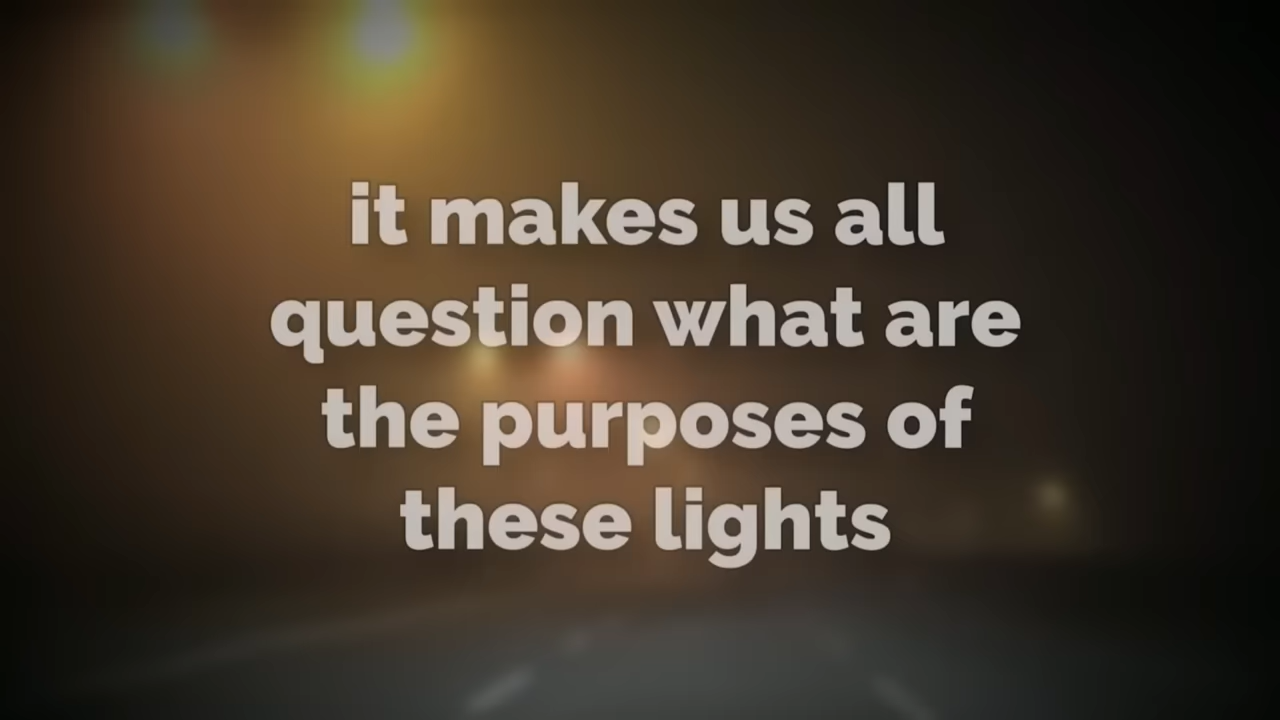 it makes us all
question what are
the purposes of
these lights